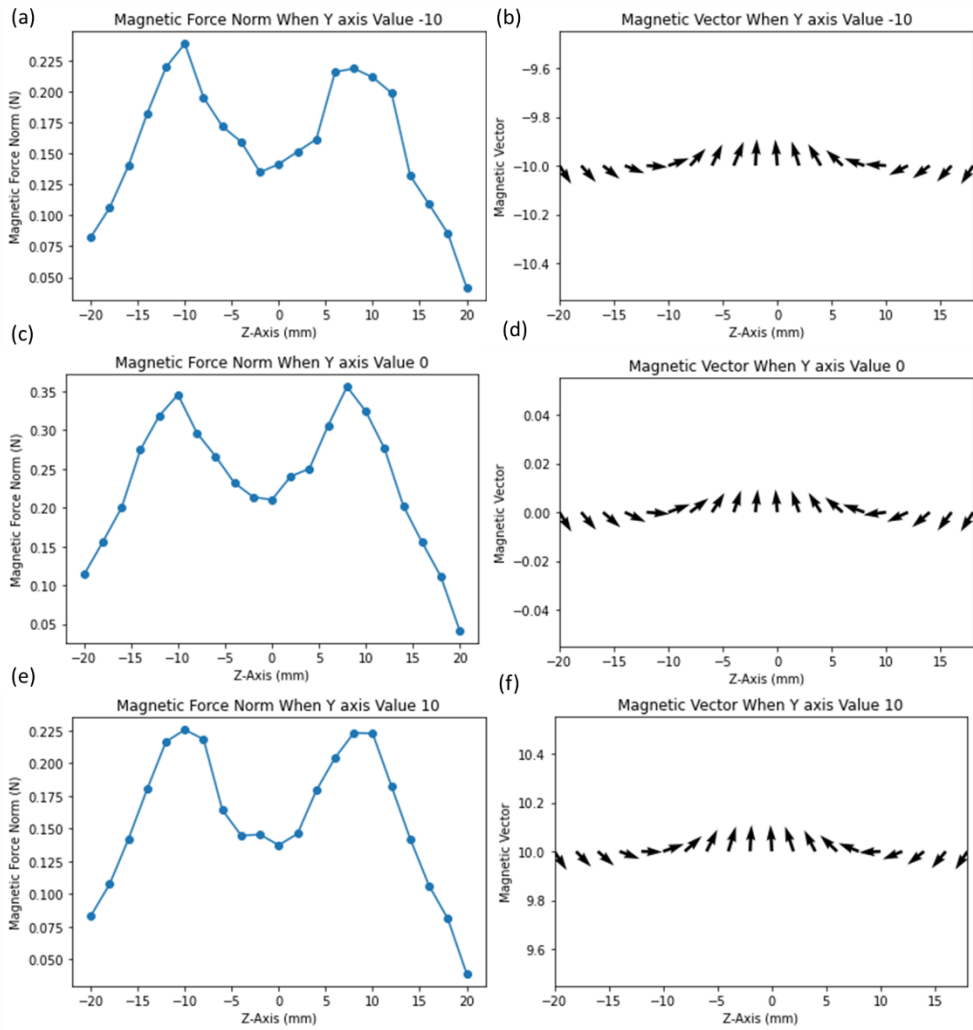 (a)
Magnetic Force Norm When Y axis Value -10
Magnetic Force Norm (N)
0.225
0.200
0.175
0.150
0.125
0.100
0.075
0.050
−20 −15 −10 −5 0 5 10 15 20
Z-Axis (mm)
(b)
Magnetic Vector When Y axis Value -10
Magnetic Vector
−9.6
−9.8
−10.0
−10.2
−10.4
−20 −15 −10 −5 0 5 10 15
Z-Axis (mm)
(c)
Magnetic Force Norm When Y axis Value 0
Magnetic Force Norm (N)
0.35
0.30
0.25
0.20
0.15
0.10
0.05
−20 −15 −10 −5 0 5 10 15 20
Z-Axis (mm)
(d)
Magnetic Vector When Y axis Value 0
Magnetic Vector
0.04
0.02
0.00
−0.02
−0.04
−20 −15 −10 −5 0 5 10 15
Z-Axis (mm)
(e)
Magnetic Force Norm When Y axis Value 10
Magnetic Force Norm (N)
0.225
0.200
0.175
0.150
0.125
0.100
0.075
0.050
−20 −15 −10 −5 0 5 10 15 20
Z-Axis (mm)
(f)
Magnetic Vector When Y axis Value 10
Magnetic Vector
10.4
10.2
10.0
9.8
9.6
−20 −15 −10 −5 0 5 10 15
Z-Axis (mm)